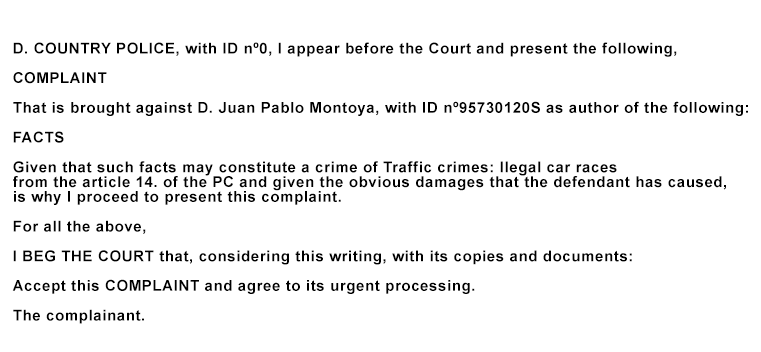 D. COUNTRY POLICE, with ID nº0, I appear before the Court and present the following,
COMPLAINT
That is brought against D. Juan Pablo Montoya, with ID nº95730120S as author of the following:
FACTS
Given that such facts may constitute a crime of Traffic crimes: Ilegal car races
from the article 14. of the PC and given the obvious damages that the defendant has caused,
is why I proceed to present this complaint.
For all the above,
I BEG THE COURT that, considering this writing, with its copies and documents:
Accept this COMPLAINT and agree to its urgent processing.
The complainant.